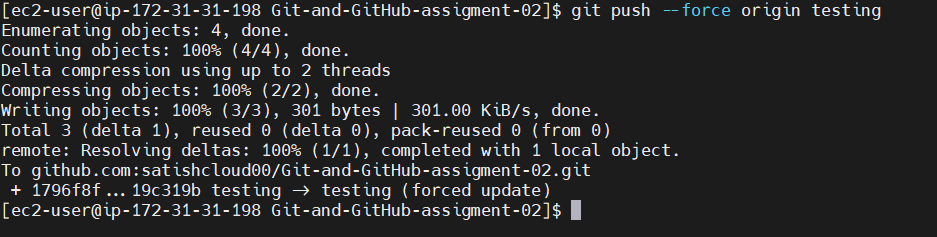 [ec2-user@ip-172-31-31-198 Git-and-GitHub-assigment-02]$ git push --force origin testing
Enumerating objects: 4, done.
Counting objects: 100% (4/4), done.
Delta compression using up to 2 threads
Compressing objects: 100% (2/2), done.
Writing objects: 100% (3/3), 301 bytes | 301.00 KiB/s, done.
Total 3 (delta 1), reused 0 (delta 0), pack-reused 0 (from 0)
remote: Resolving deltas: 100% (1/1), completed with 1 local object.
To github.com:satishcloud00/Git-and-GitHub-assigment-02.git
 + 1796f8f...19c319b testing -> testing (forced update)
[ec2-user@ip-172-31-31-198 Git-and-GitHub-assigment-02]$